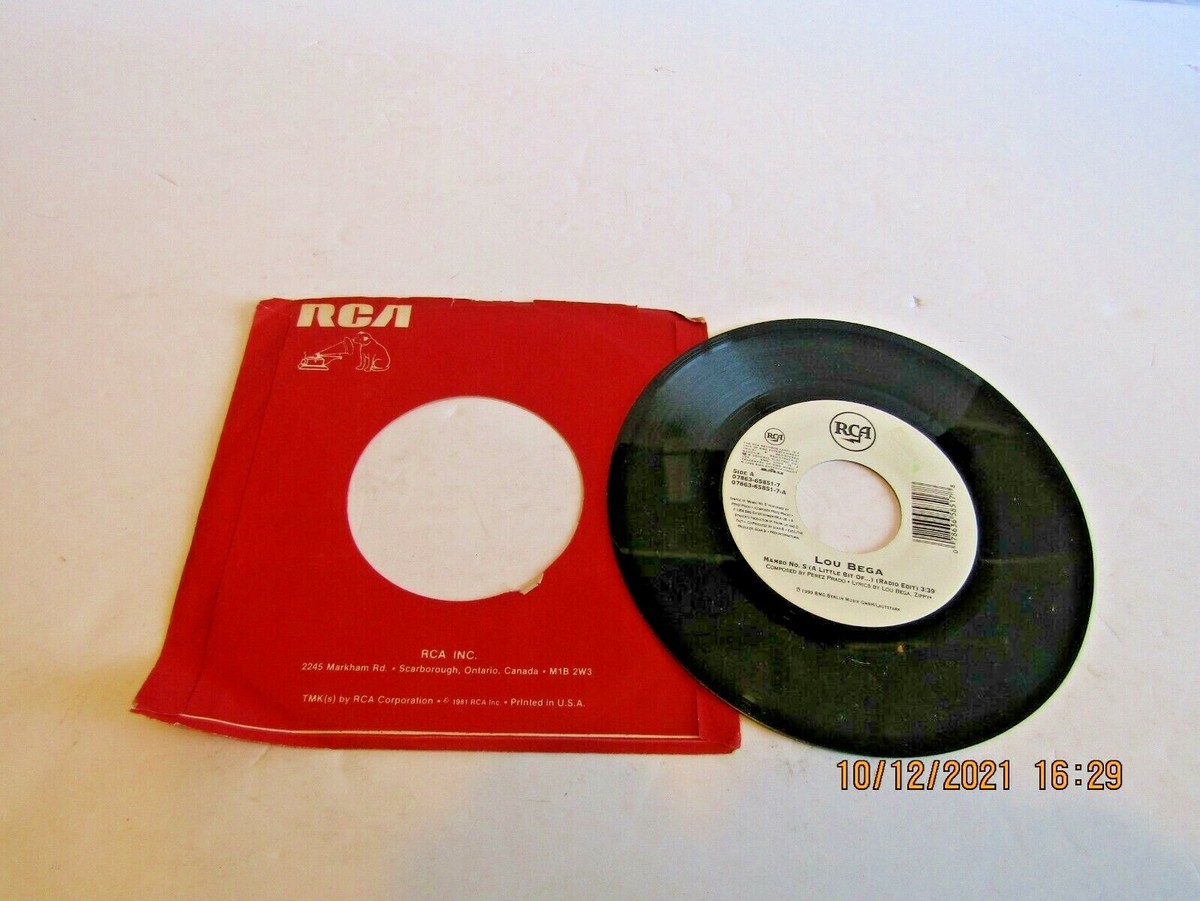 RCA
RCA INC.
2245 Markham Rd. • Scarborough, Ontario, Canada • M1B 2W3
TMK(s) by RCA Corporation • © 1981 RCA Inc. • Printed in U.S.A.
RCA
RCA
SIDE A
07863-65851-7
07863-65851-7-A
LOU BEGA
MAMBO NO. 5 (A LITTLE BIT OF...) (RADIO EDIT) 3:39
COMPOSED BY PEREZ PRADO • LYRICS BY LOU BEGA, ZIPPY
10/12/2021 16:29